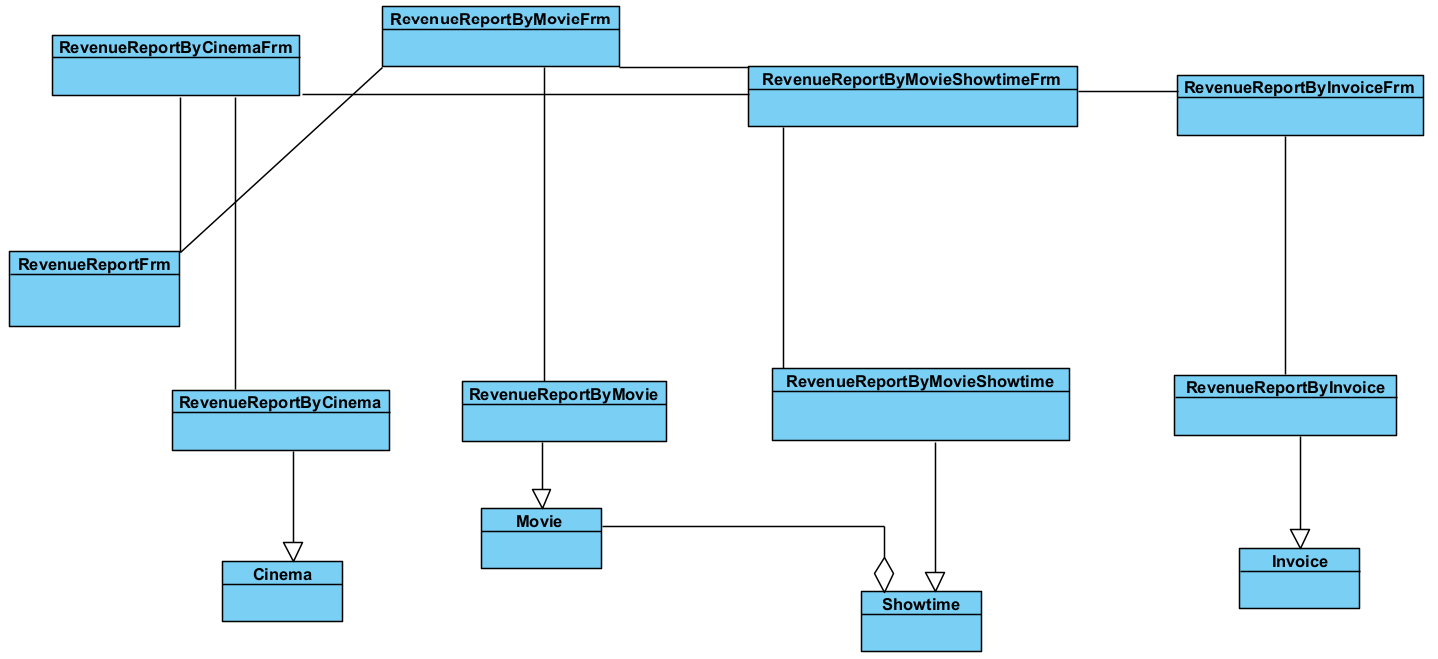 RevenueReportByMovieFrm
RevenueReportByCinemaFrm
RevenueReportByMovieShowtimeFrm
RevenueReportByInvoiceFrm
RevenueReportFrm
RevenueReportByCinema
RevenueReportByMovie
RevenueReportByMovieShowtime
RevenueReportByInvoice
Movie
Cinema
Showtime
Invoice